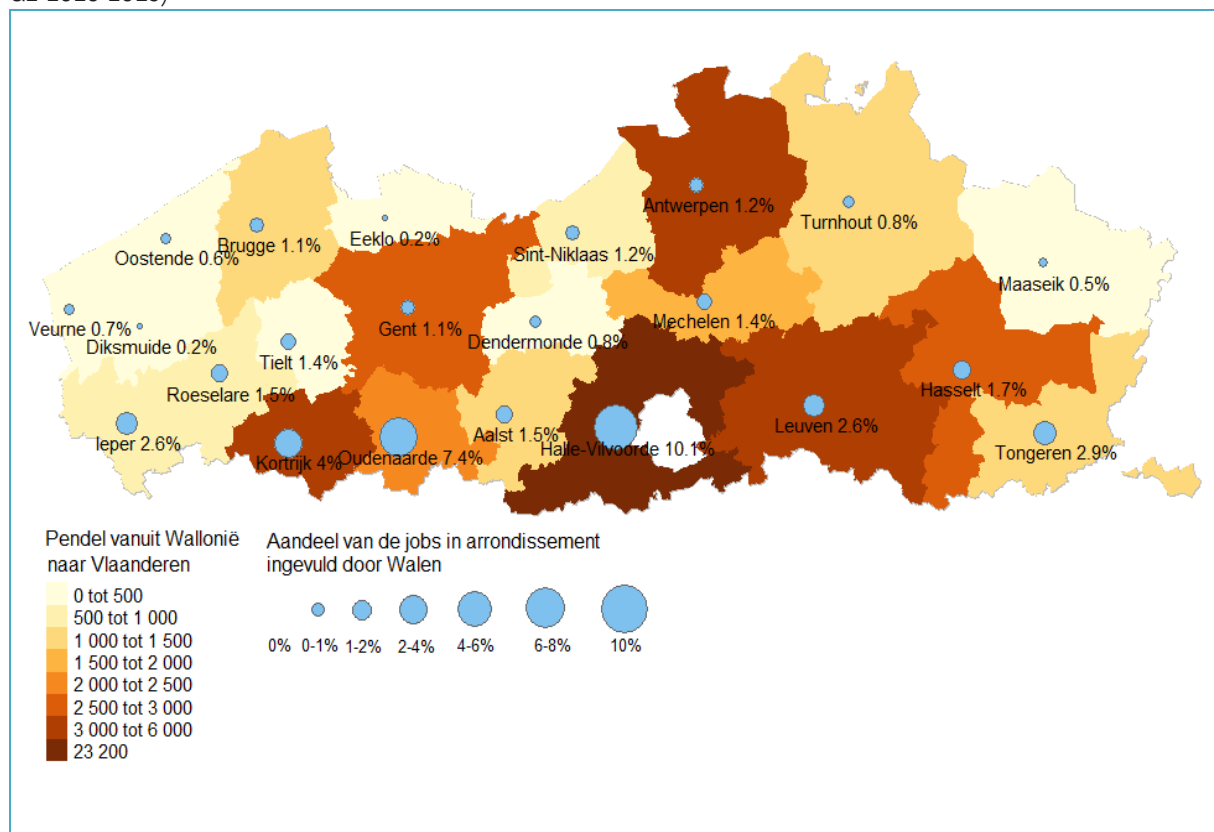 Antwerpen 1.2%
Turnhout 0.8%
Brugge 1.1%
Eeklo 0.2%
Oostende 0.6%
Sint-Niklaas 1.2%
Maaseik 0.5%
Veurne 0.7%
Diksmuide 0.2%
Gent 1.1%
Mechelen 1.4%
Dendermonde 0.8%
Tielt 1.4%
Roeselare 1.5%
Hasselt 1.7%
Ieper 2.6%
Kortrijk 4%
Oudenaarde 7.4%
Aalst 1.5%
Halle-Vilvoorde 10.1%
Leuven 2.6%
Tongeren 2.9%
Pendel vanuit Wallonië
naar Vlaanderen
0 tot 500
500 tot 1 000
1 000 tot 1 500
1 500 tot 2 000
2 000 tot 2 500
2 500 tot 3 000
3 000 tot 6 000
23 200
Aandeel van de jobs in arrondissement
ingevuld door Walen
0% 0-1% 1-2% 2-4% 4-6% 6-8% 10%